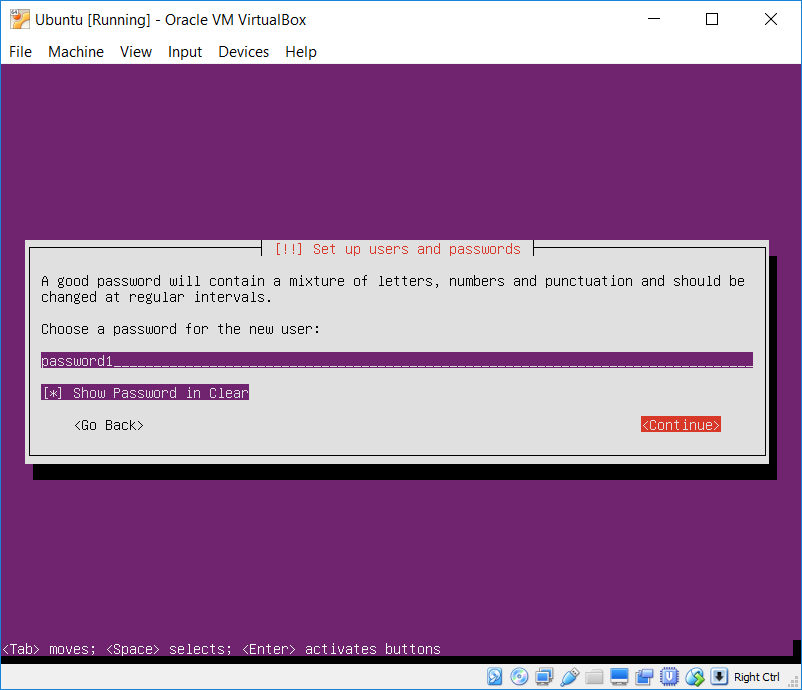 Ubuntu [Running] - Oracle VM VirtualBox
File Machine View Input Devices Help
[!!] Set up users and passwords
A good password will contain a mixture of letters, numbers and punctuation and should be
changed at regular intervals.
Choose a password for the new user:
password1
[*] Show Password in Clear
<Go Back> <Continue>
<Tab> moves; <Space> selects; <Enter> activates buttons
Right Ctrl